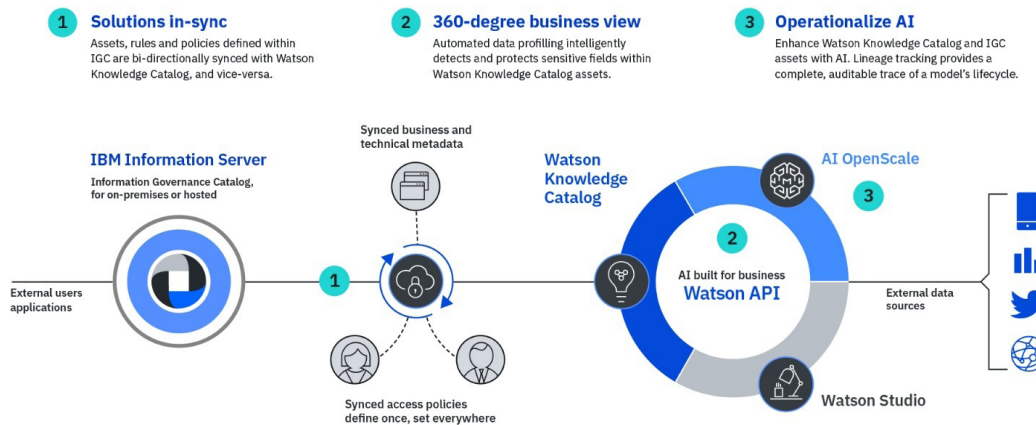 1
Solutions in-sync
Assets, rules and policies defined within
IGC are bi-directionally synced with Watson
Knowledge Catalog, and vice-versa.
2
360-degree business view
Automated data profilling intelligently
detects and protects sensitive fields within
Watson Knowledge Catalog assets.
3
Operationalize AI
Enhance Watson Knowledge Catalog and IGC
assets with AI. Lineage tracking provides a
complete, auditable trace of a model's lifecycle.
IBM Information Server
Information Governance Catalog,
for on-premises or hosted
External users
applications
1
Synced business and
technical metadata
Synced access policies
define once, set everywhere
Watson
Knowledge
Catalog
2
AI built for business
Watson API
AI OpenScale
3
Watson Studio
External data
sources